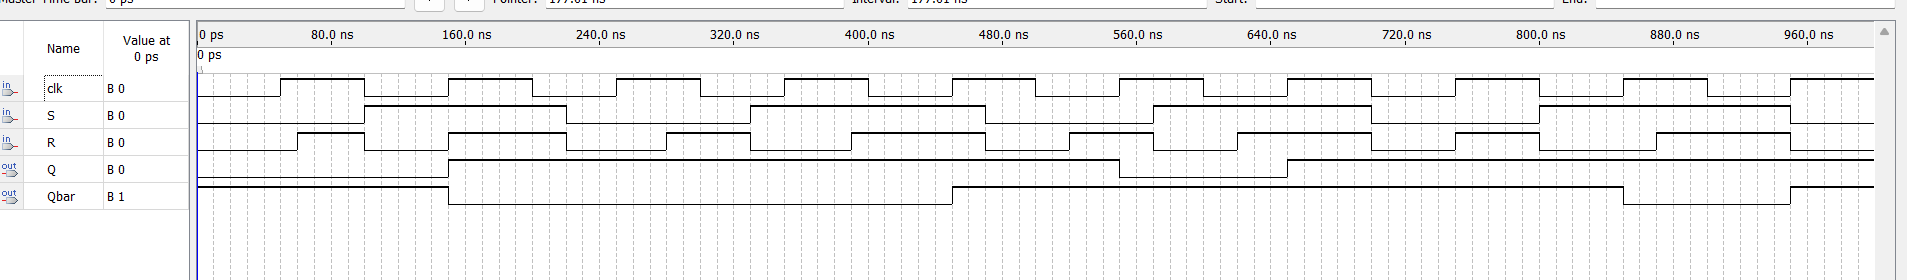 Master Time Bar: 0 ps Pointer: 177.01 ns Interval: 177.01 ns Start: End:
Name
Value at
0 ps
0 ps 80.0 ns 160.0 ns 240.0 ns 320.0 ns 400.0 ns 480.0 ns 560.0 ns 640.0 ns 720.0 ns 800.0 ns 880.0 ns 960.0 ns
0 ps
in clk B 0
in S B 0
in R B 0
out Q B 0
out Qbar B 1